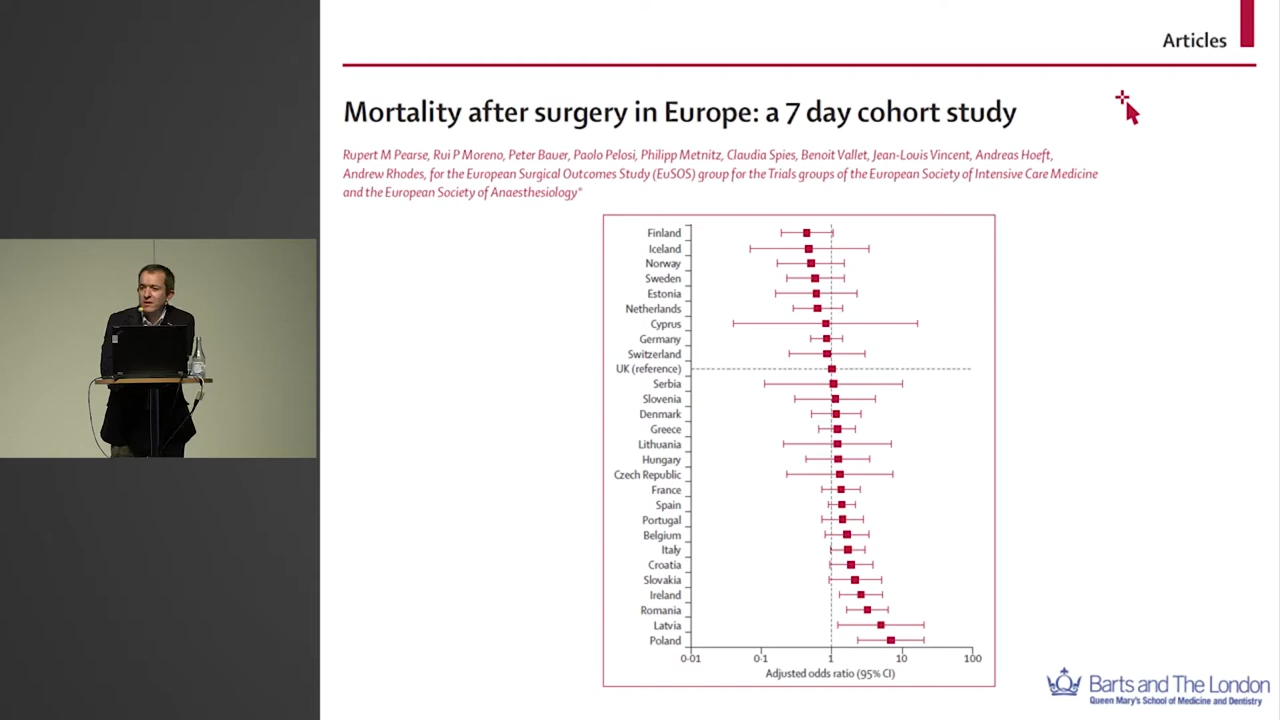 Articles
Mortality after surgery in Europe: a 7 day cohort study
Rupert M Pearse, Rui P Moreno, Peter Bauer, Paolo Pelosi, Philipp Metnitz, Claudia Spies, Benoit Vallet, Jean-Louis Vincent, Andreas Hoeft,
Andrew Rhodes, for the European Surgical Outcomes Study (EuSOS) group for the Trials groups of the European Society of Intensive Care Medicine
and the European Society of Anaesthesiology*
Finland
Iceland
Norway
Sweden
Estonia
Netherlands
Cyprus
Germany
Switzerland
UK (reference)
Serbia
Slovenia
Denmark
Greece
Lithuania
Hungary
Czech Republic
France
Spain
Portugal
Belgium
Italy
Croatia
Slovakia
Ireland
Romania
Latvia
Poland
0·01 0·1 1 10 100
Adjusted odds ratio (95% CI)
Barts and The London
Queen Mary's School of Medicine and Dentistry